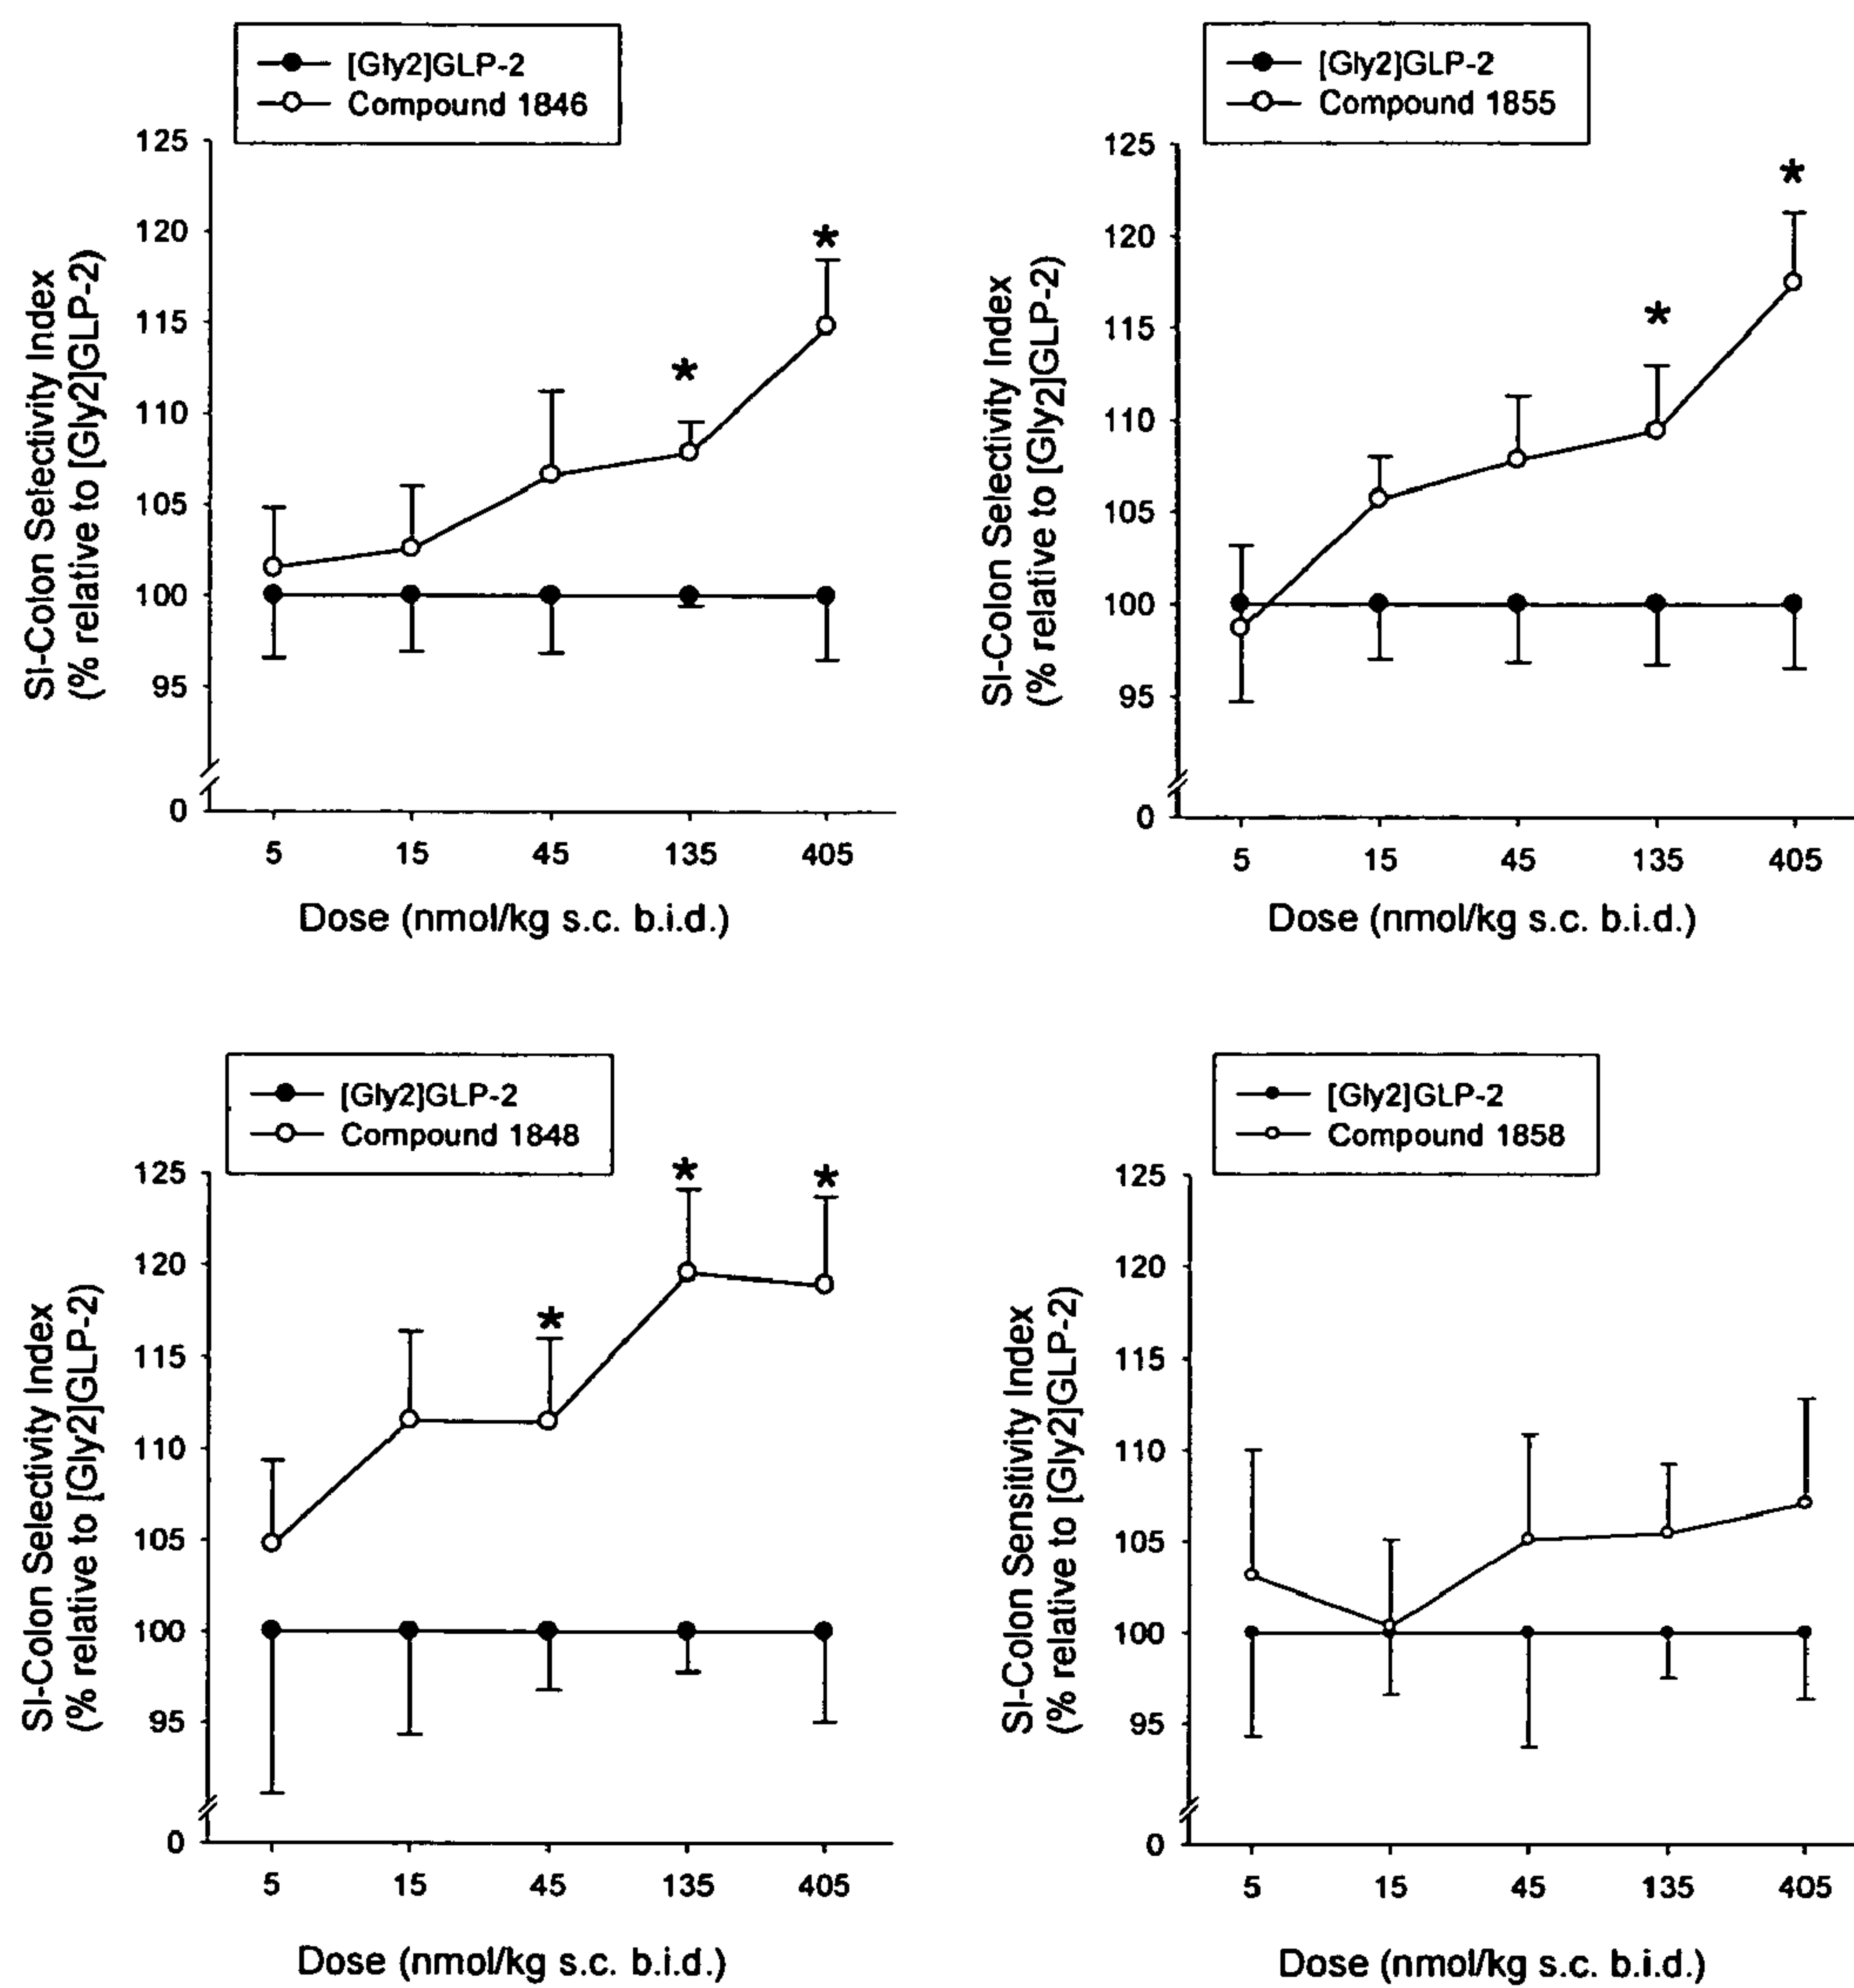 [Gly2]GLP-2
Compound 1846
SI-Colon Selectivity Index
(% relative to [Gly2]GLP-2)
125
120
115
110
105
100
95
0
*
*
5 15 45 135 405
Dose (nmol/kg s.c. b.i.d.)
[Gly2]GLP-2
Compound 1855
SI-Colon Selectivity Index
(% relative to [Gly2]GLP-2)
125
120
115
110
105
100
95
0
*
*
5 15 45 135 405
Dose (nmol/kg s.c. b.i.d.)
[Gly2]GLP-2
Compound 1848
SI-Colon Selectivity Index
(% relative to [Gly2]GLP-2)
125
120
115
110
105
100
95
0
*
*
*
5 15 45 135 405
Dose (nmol/kg s.c. b.i.d.)
[Gly2]GLP-2
Compound 1858
SI-Colon Sensitivity Index
(% relative to [Gly2]GLP-2)
125
120
115
110
105
100
95
0
5 15 45 135 405
Dose (nmol/kg s.c. b.i.d.)